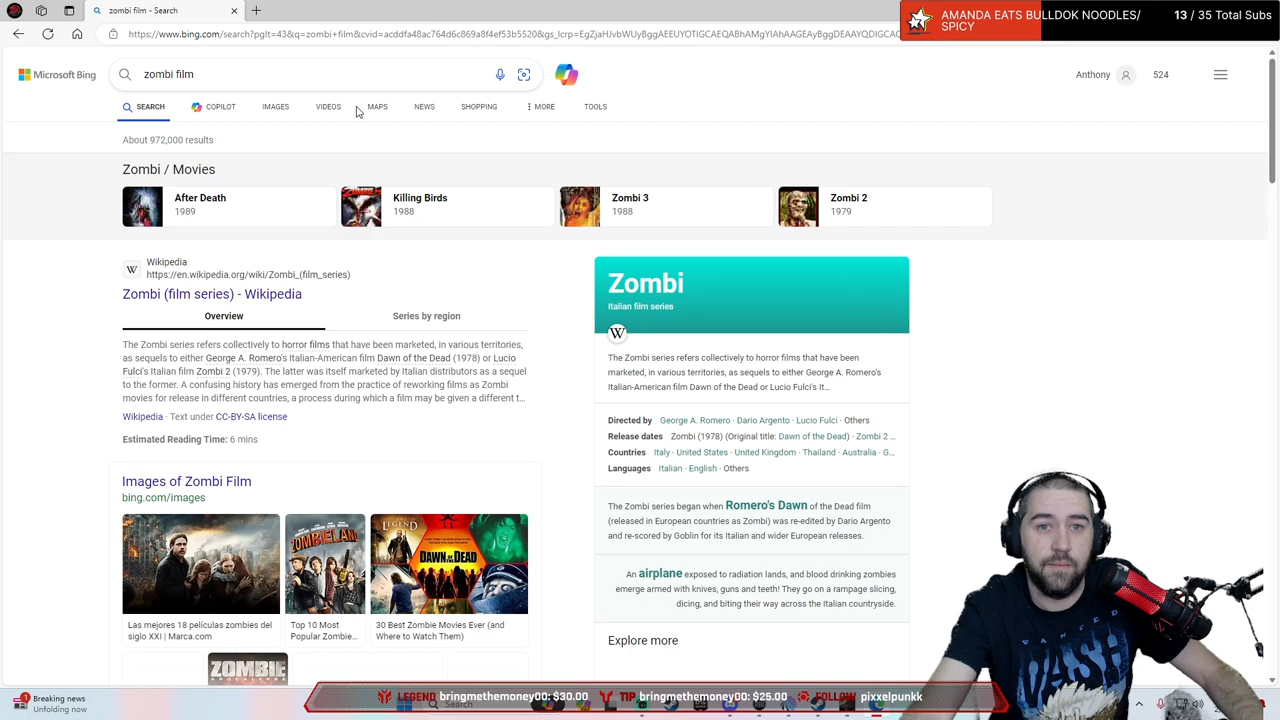 zombi film - Search
AMANDA EATS BULLDOK NOODLES/
SPICY
13 / 35 Total Subs
Microsoft Bing
zombi film
Anthony
524
SEARCH
COPILOT
IMAGES
VIDEOS
MAPS
NEWS
SHOPPING
MORE
TOOLS
About 972,000 results
Zombi / Movies
After Death
1989
Killing Birds
1988
Zombi 3
1988
Zombi 2
1979
Wikipedia
https://en.wikipedia.org/wiki/Zombi_(film_series)
Zombi (film series) - Wikipedia
Overview
Series by region
The Zombi series refers collectively to horror films that have been marketed, in various territories,
as sequels to either George A. Romero's Italian-American film Dawn of the Dead (1978) or Lucio
Fulci's Italian film Zombi 2 (1979). The latter was itself marketed by Italian distributors as a sequel
to the former. A confusing history has emerged from the practice of reworking films as Zombi
movies for release in different countries, a process during which a film may be given a different t…
Wikipedia · Text under CC-BY-SA license
Estimated Reading Time: 6 mins
Images of Zombi Film
bing.com/images
ZOMBIELAND
LEGEND
DAWN OF THE DEAD
Las mejores 18 películas zombies del
siglo XXI | Marca.com
Top 10 Most
Popular Zombie…
30 Best Zombie Movies Ever (and
Where to Watch Them)
ZOMBIE
Zombi
Italian film series
W
The Zombi series refers collectively to horror films that have been
marketed, in various territories, as sequels to either George A. Romero's
Italian-American film Dawn of the Dead or Lucio Fulci's It…
Directed by George A. Romero · Dario Argento · Lucio Fulci · Others
Release dates Zombi (1978) (Original title: Dawn of the Dead) · Zombi 2 …
Countries Italy · United States · United Kingdom · Thailand · Australia · G…
Languages Italian · English · Others
The Zombi series began when Romero's Dawn of the Dead film
(released in European countries as Zombi) was re-edited by Dario Argento
and re-scored by Goblin for its Italian and wider European releases.
An airplane exposed to radiation lands, and blood drinking zombies
emerge armed with knives, guns and teeth! They go on a rampage slicing,
dicing, and biting their way across the Italian countryside.
Explore more
WANTED
DEAD
Breaking news
Unfolding now
Search
LEGEND bringmethemoney00: $30.00
TIP bringmethemoney00: $25.00
FOLLOW pixxelpunkk